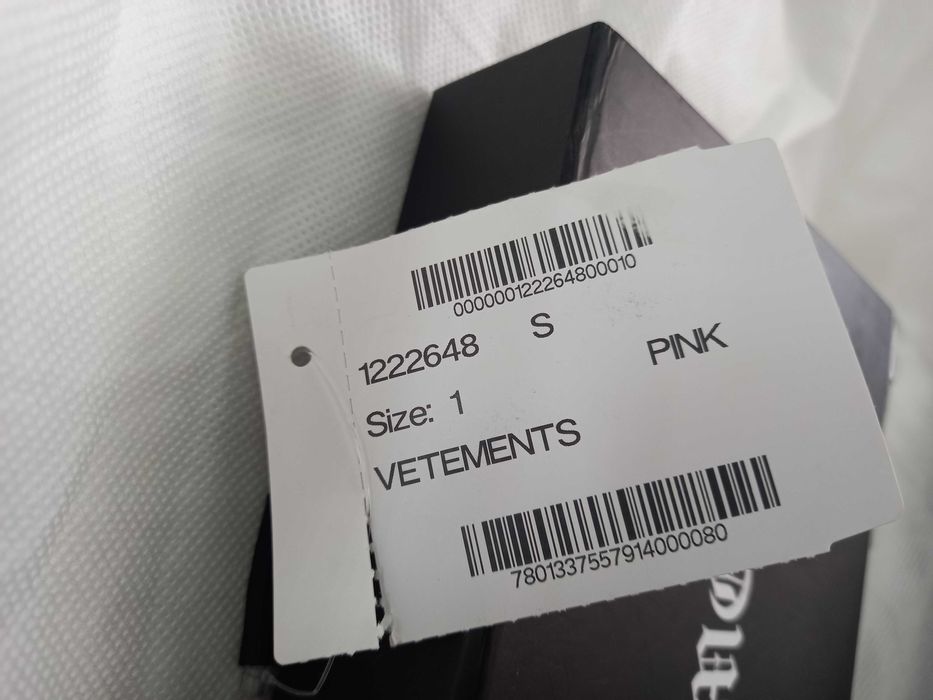 000000122264800010
1222648 S PINK
Size: 1
VETEMENTS
7801337557914000080